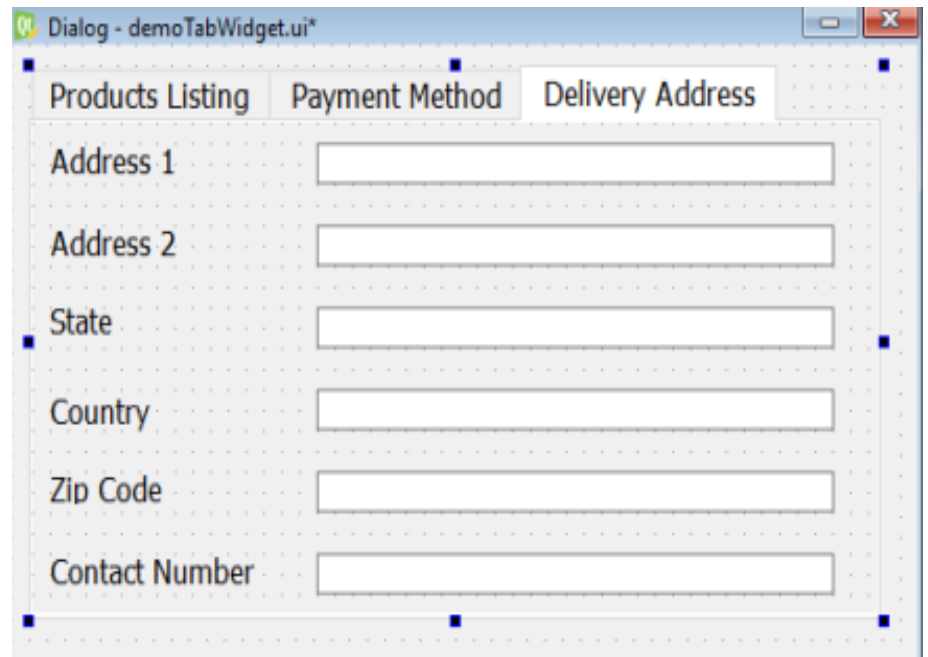 Dialog - demoTabWidget.ui*
Products Listing Payment Method Delivery Address
Address 1
Address 2
State
Country
Zip Code
Contact Number